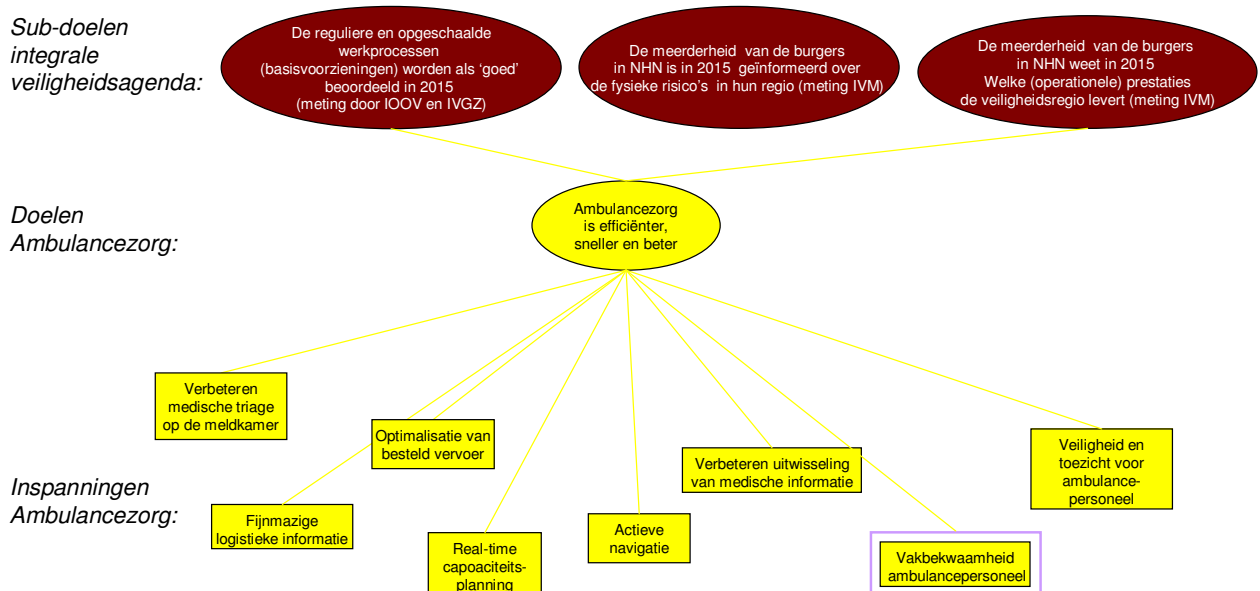 Sub-doelen
integrale
veiligheidsagenda:
De reguliere en opgeschaalde
werkprocessen
(basisvoorzieningen) worden als ‘goed’
beoordeeld in 2015
(meting door IOOV en IVGZ)
De meerderheid van de burgers
in NHN is in 2015 geïnformeerd over
de fysieke risico’s in hun regio (meting IVM)
De meerderheid van de burgers
in NHN weet in 2015
Welke (operationele) prestaties
de veiligheidsregio levert (meting IVM)
Doelen
Ambulancezorg:
Ambulancezorg
is efficiënter,
sneller en beter
Inspanningen
Ambulancezorg:
Verbeteren
medische triage
op de meldkamer
Optimalisatie van
besteld vervoer
Verbeteren uitwisseling
van medische informatie
Veiligheid en
toezicht voor
ambulance-
personeel
Fijnmazige
logistieke informatie
Real-time
capoaciteits-
planning
Actieve
navigatie
Vakbekwaamheid
ambulancepersoneel